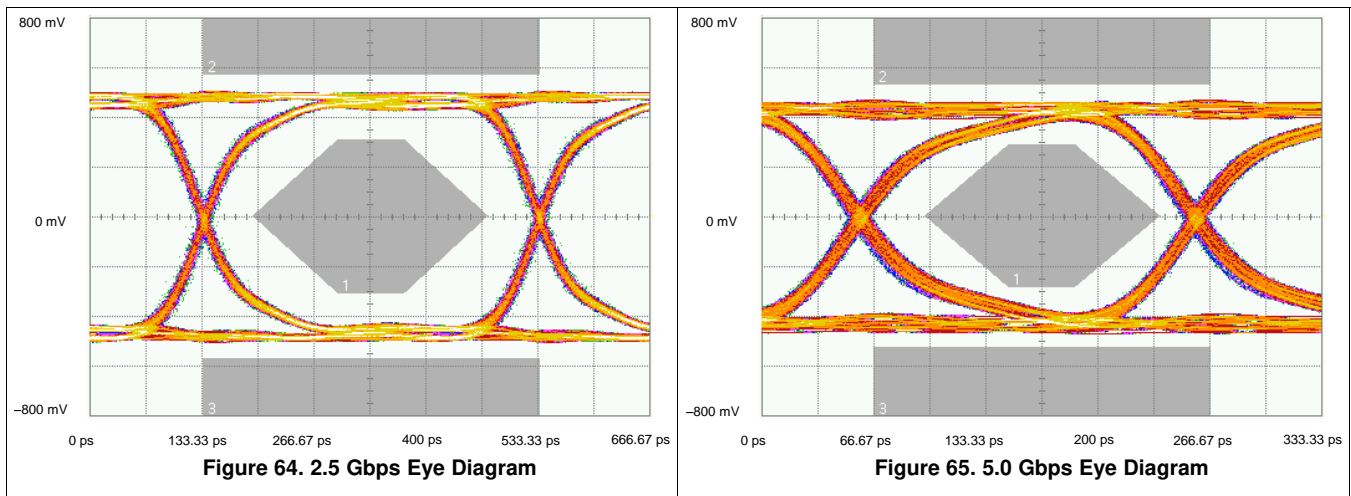 800 mV
2
0 mV
1
–800 mV
3
0 ps 133.33 ps 266.67 ps 400 ps 533.33 ps 666.67 ps
Figure 64. 2.5 Gbps Eye Diagram
800 mV
2
0 mV
1
–800 mV
3
0 ps 66.67 ps 133.33 ps 200 ps 266.67 ps 333.33 ps
Figure 65. 5.0 Gbps Eye Diagram